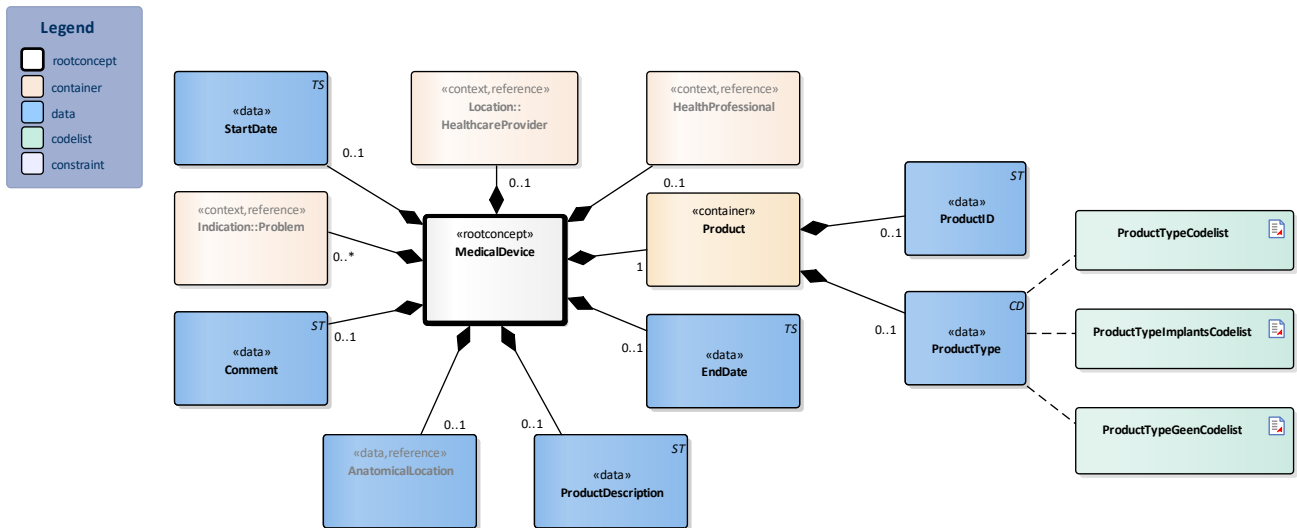 Legend
rootconcept
container
data
codelist
constraint
TS
«data»
StartDate
0..1
«context,reference»
Location::
HealthcareProvider
0..1
«context,reference»
HealthProfessional
0..1
«context,reference»
Indication::Problem
0..*
«rootconcept»
MedicalDevice
«container»
Product
1
ST
«data»
ProductID
0..1
ProductTypeCodelist
ST
«data»
Comment
0..1
TS
«data»
EndDate
0..1
CD
«data»
ProductType
0..1
ProductTypeImplantsCodelist
ProductTypeGeenCodelist
«data,reference»
AnatomicalLocation
0..1
ST
«data»
ProductDescription
0..1